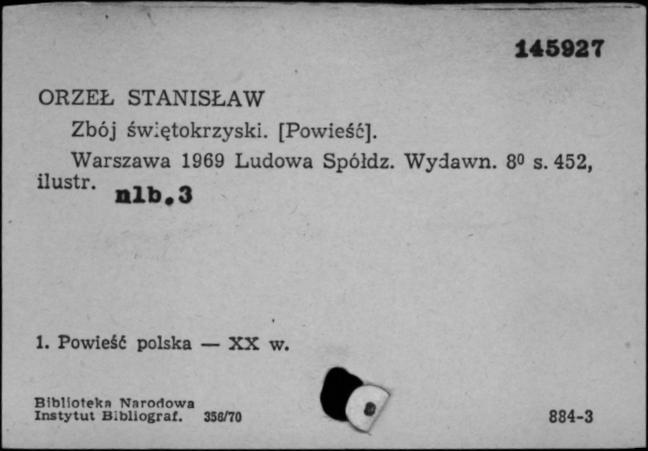 145927
ORZEŁ STANISŁAW
Zbój świętokrzyski. [Powieść].
Warszawa 1969 Ludowa Spółdz. Wydawn. 8⁰ s. 452,
ilustr. nlb.3
1. Powieść polska — XX w.
Biblioteka Narodowa
Instytut Bibliograf. 356/70
884-3